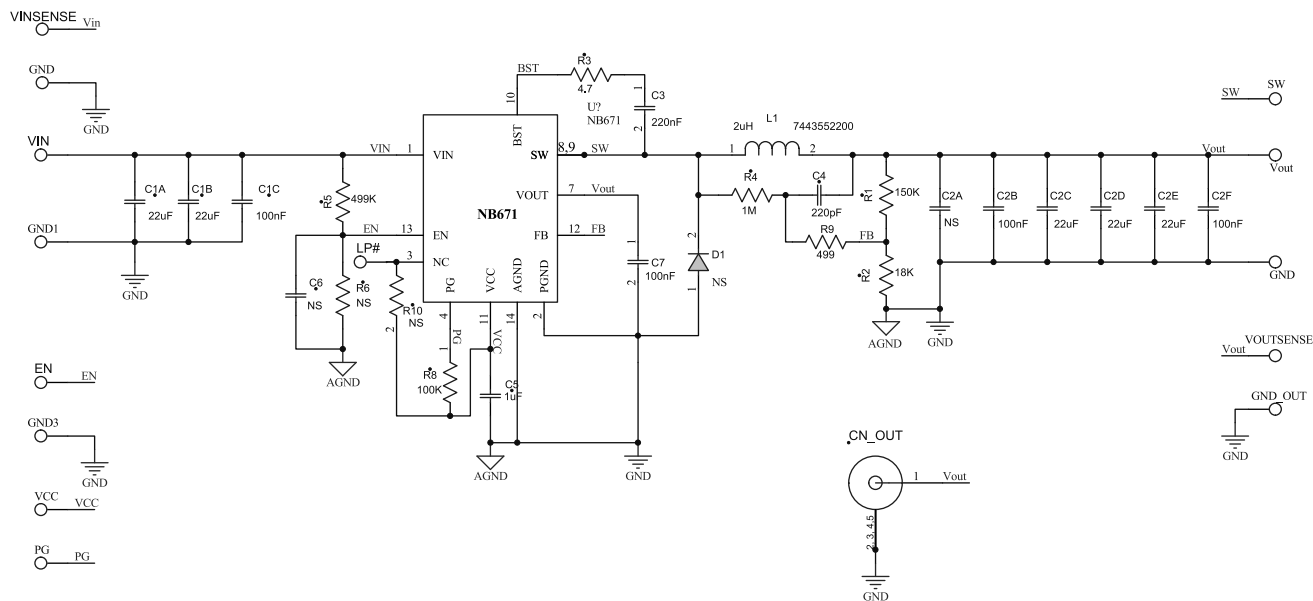 VINSENSE
Vin
GND
GND
VIN
VIN
1
C1A
22uF
C1B
22uF
C1C
100nF
GND1
GND
R5
499K
EN
13
LP#
3
C6
NS
R6
NS
AGND
R10
NS
2
BST
10
R3
4.7
U?
NB671
1
C3
220nF
2
VIN
BST
SW
8,9
SW
VOUT
7
Vout
NB671
EN
FB
12
FB
NC
PG
VCC
AGND
PGND
4
11
14
2
PG
VCC
1
R8
100K
C5
1uF
1
C7
100nF
2
AGND
GND
2uH
L1
7443552200
1
2
R4
1M
C4
220pF
R1
150K
R9
499
FB
R2
18K
2
D1
NS
1
AGND
GND
C2A
NS
C2B
100nF
C2C
22uF
C2D
22uF
C2E
22uF
C2F
100nF
SW
SW
Vout
Vout
GND
VOUTSENSE
Vout
GND_OUT
GND
EN
EN
GND3
GND
VCC
VCC
PG
PG
CN_OUT
1
Vout
2, 3, 4,5
GND